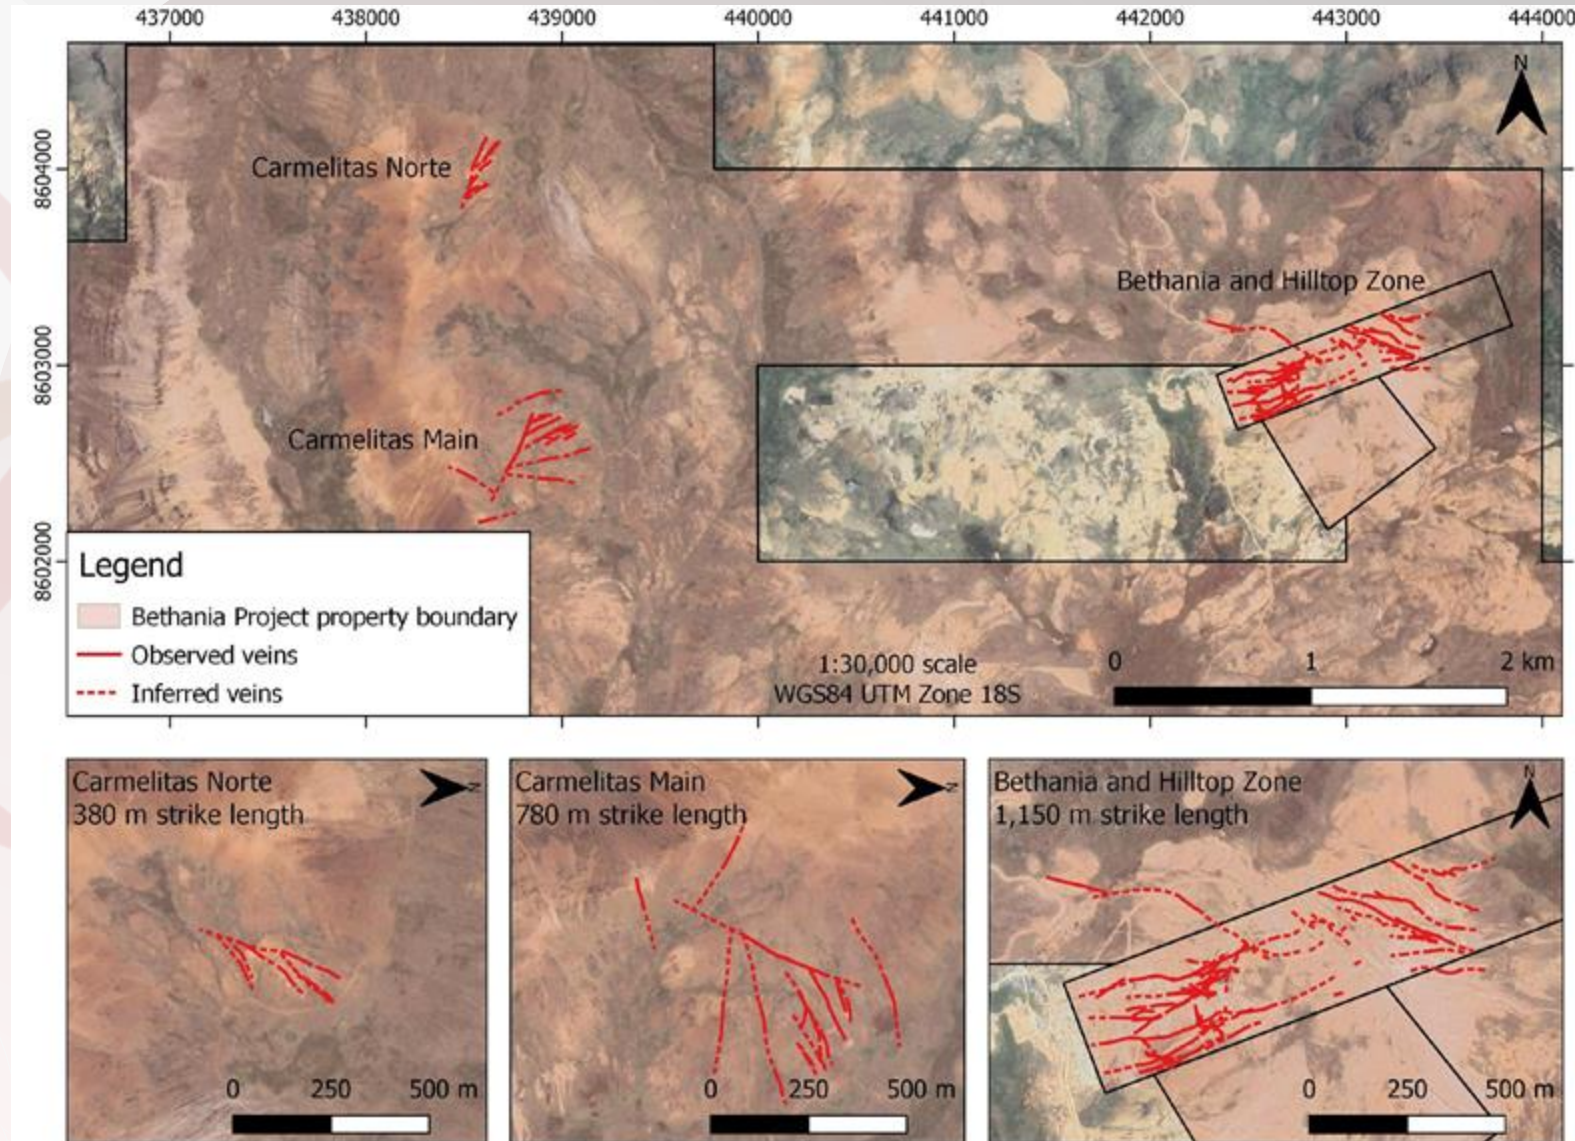 437000 438000 439000 440000 441000 442000 443000 444000
N
8604000
Carmelitas Norte
Bethania and Hilltop Zone
8603000
Carmelitas Main
8602000
Legend
Bethania Project property boundary
Observed veins
Inferred veins
1:30,000 scale
WGS84 UTM Zone 18S
0 1 2 km
Carmelitas Norte
380 m strike length
N
0 250 500 m
Carmelitas Main
780 m strike length
N
0 250 500 m
Bethania and Hilltop Zone
1,150 m strike length
N
0 250 500 m